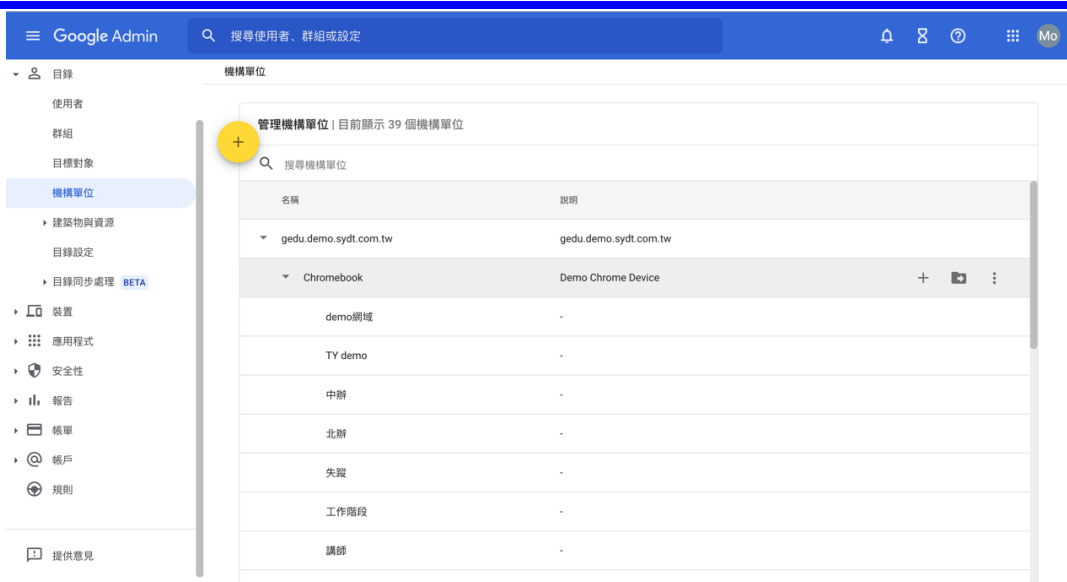 Google Admin
搜尋使用者、群組或設定
Mo
目錄
使用者
群組
目標對象
機構單位
建築物與資源
目錄設定
目錄同步處理 BETA
裝置
應用程式
安全性
報告
帳單
帳戶
規則
提供意見
機構單位
管理機構單位 | 目前顯示 39 個機構單位
搜尋機構單位
名稱 說明
gedu.demo.sydt.com.tw gedu.demo.sydt.com.tw
Chromebook Demo Chrome Device
demo網域 -
TY demo -
中辦 -
北辦 -
失蹤 -
工作階段 -
講師 -